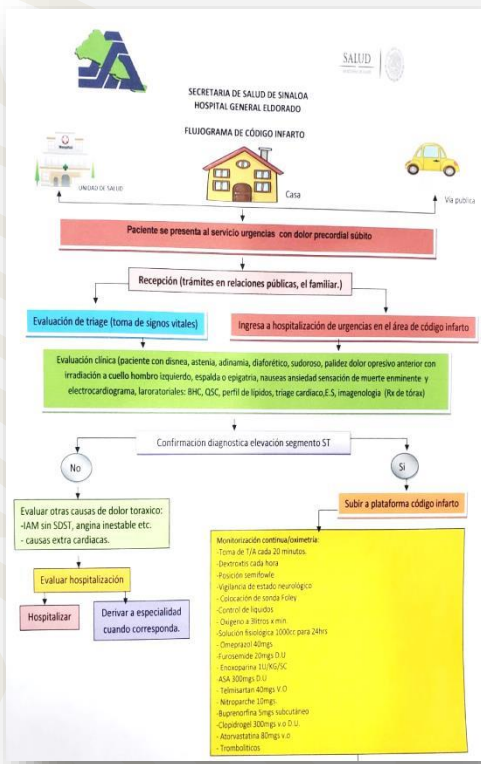 SALUD
SECRETARIA DE SALUD DE SINALOA
HOSPITAL GENERAL ELDORADO
FLUJOGRAMA DE CÓDIGO INFARTO
UNIDAD DE SALUD
Casa
Vía publica
Paciente se presenta al servicio urgencias con dolor precordial súbito
Recepción (trámites en relaciones públicas, el familiar.)
Evaluación de triage (toma de signos vitales)
Ingresa a hospitalización de urgencias en el área de código infarto
Evaluación clínica (paciente con disnea, astenia, adinamia, diaforético, sudoroso, palidez dolor opresivo anterior con
irradiación a cuello hombro izquierdo, espalda o epigatria, nauseas ansiedad sensación de muerte enminente y
electrocardiograma, laroratoriales: BHC, QSC, perfil de lípidos, triage cardiaco,E.S, imagenologia (Rx de tórax)
Confirmación diagnostica elevación segmento ST
No
Si
Evaluar otras causas de dolor toraxico:
-IAM sin SDST, angina inestable etc.
- causas extra cardiacas.
Subir a plataforma código infarto
Evaluar hospitalización
Hospitalizar
Derivar a especialidad
cuando corresponda.
Monitorización continua/oximetría:
-Toma de T/A cada 20 minutos.
-Dextroxtis cada hora
-Posición semifowle
-Vigilancia de estado neurológico
- Colocación de sonda Foley
-Control de liquidos
- Oxigeno a 3litros x min
-Solución fisiologica 1000cc para 24hrs
- Omeprazol 40mgs
-Furosemide 20mgs D.U
- Enoxoparina 1U/KG/SC
-ASA 300mgs D.U
- Telmisartan 40mgs V.O
- Nitroparche 10mgs.
-Buprenorfina 5mgs subcutáneo
- Clopidrogel 300mgs v.o D.U.
- Atorvastatina 80mgs v.o
- Tromboliticos